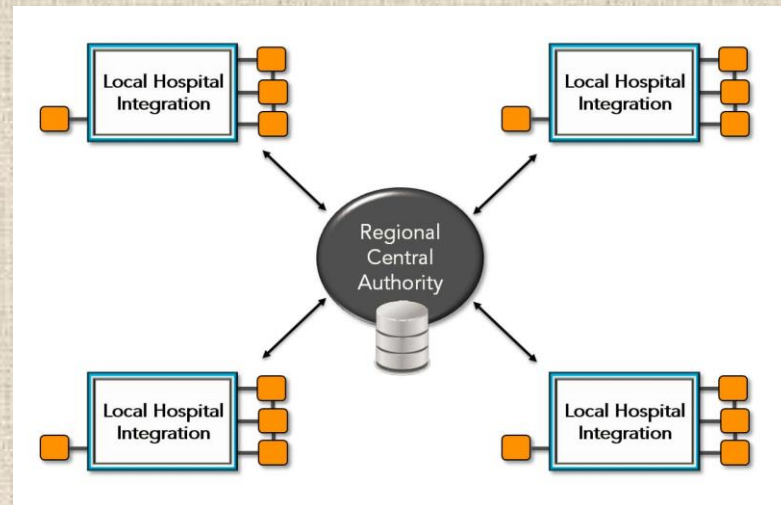 Local Hospital
Integration
Local Hospital
Integration
Regional
Central
Authority
Local Hospital
Integration
Local Hospital
Integration